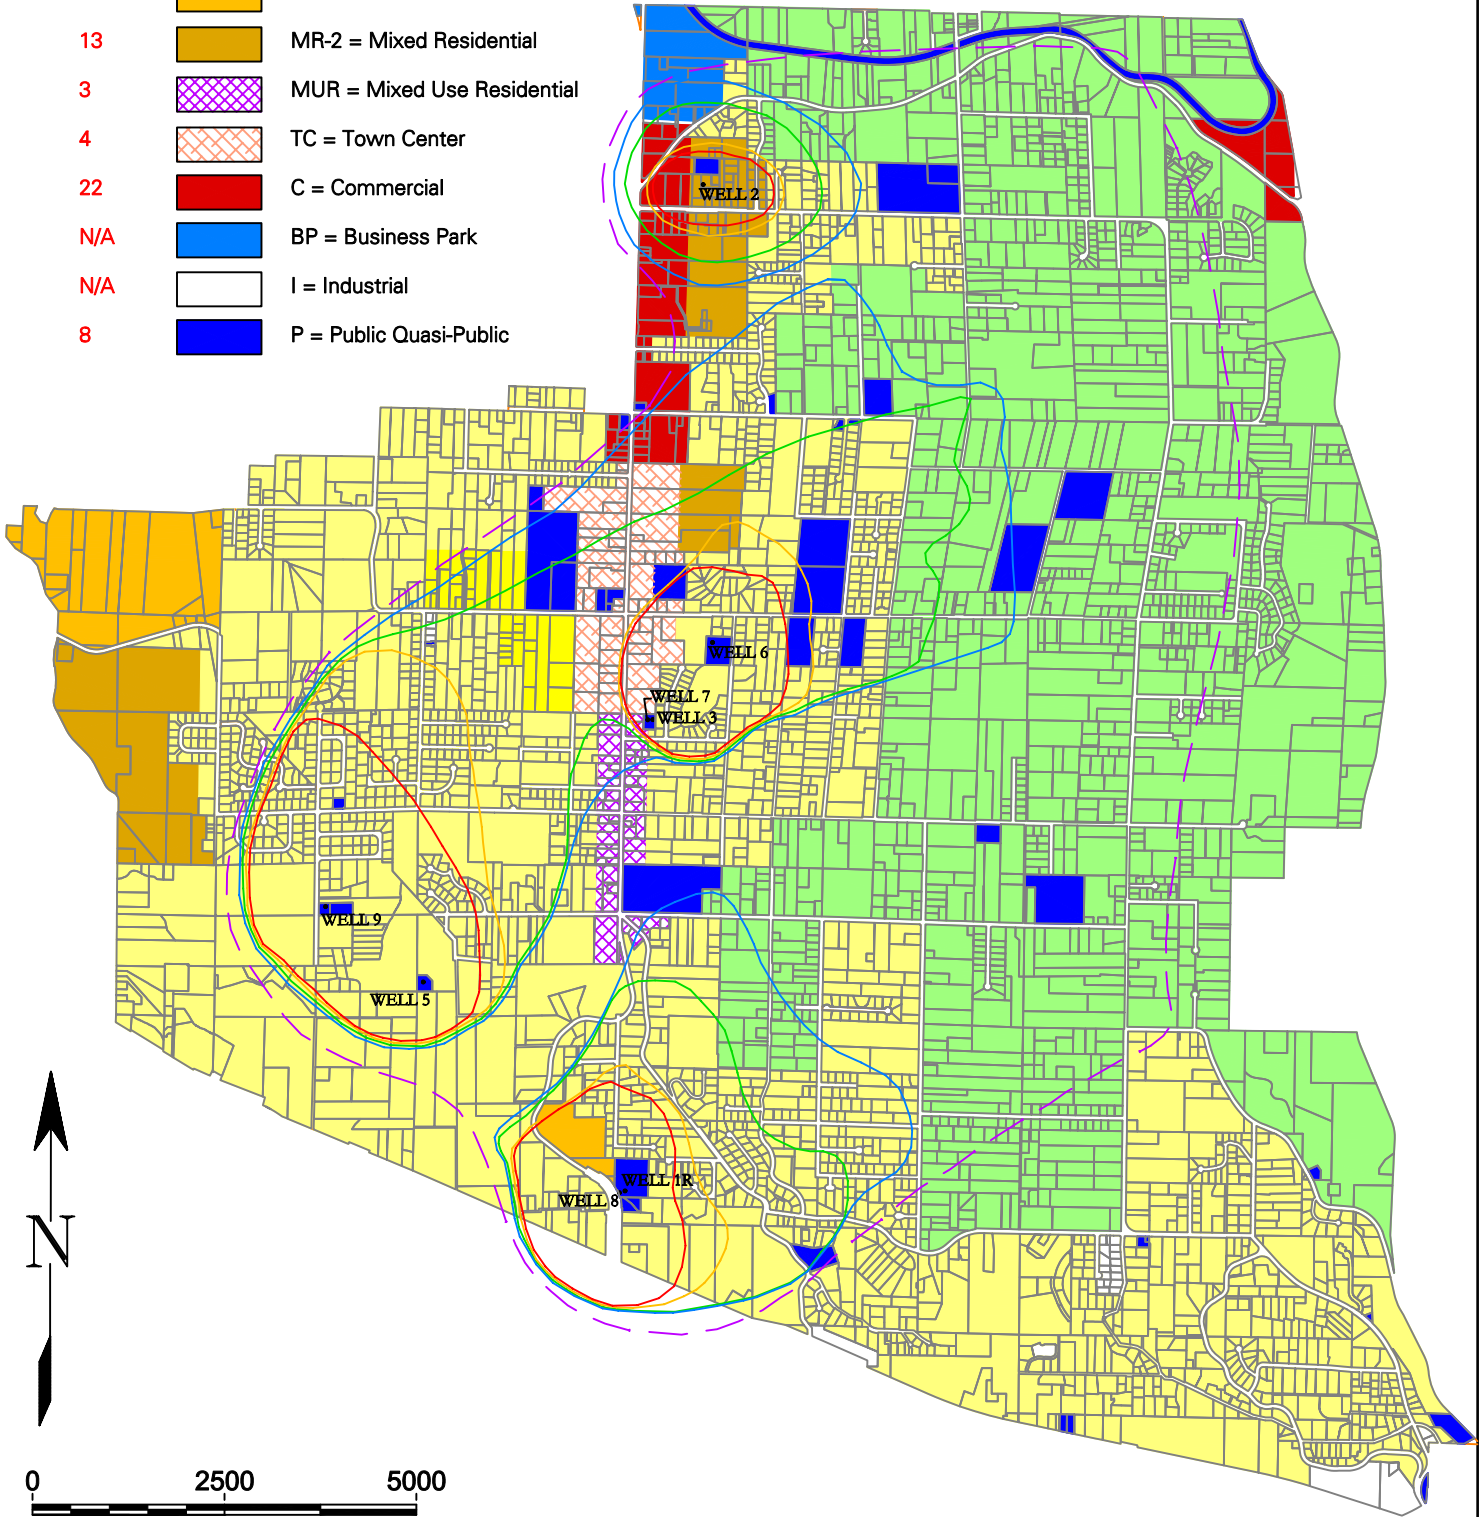 13 MR-2 = Mixed Residential
3 MUR = Mixed Use Residential
4 TC = Town Center
22 C = Commercial
N/A BP = Business Park
N/A I = Industrial
8 P = Public Quasi-Public
WELL 2
WELL 6
WELL 7
WELL 3
WELL 9
WELL 5
WELL 1R
WELL 8
N
0 2500 5000